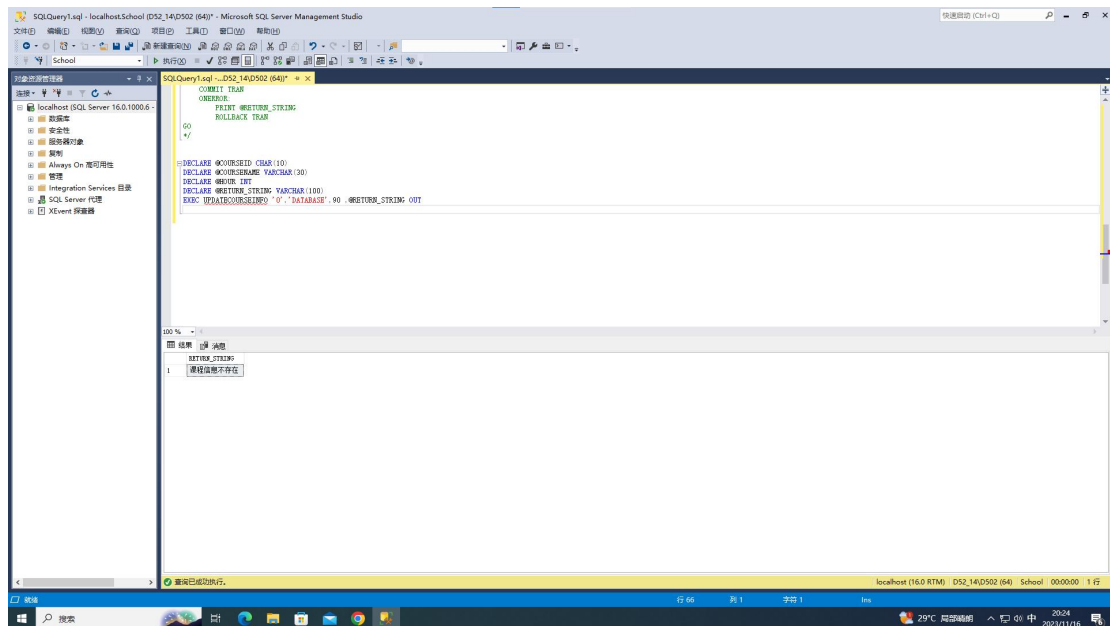 SQLQuery1.sql - localhost.School (D52_14\D502 (64))* - Microsoft SQL Server Management Studio
快速启动 (Ctrl+Q)
文件(F) 编辑(E) 视图(V) 查询(Q) 项目(P) 工具(T) 窗口(W) 帮助(H)
新建查询(N)
School
执行(X)
对象资源管理器
连接
localhost (SQL Server 16.0.1000.6 -
数据库
安全性
服务器对象
复制
Always On 高可用性
管理
Integration Services 目录
SQL Server 代理
XEvent 探查器
SQLQuery1.sql -...D52_14\D502 (64))*
COMMIT TRAN
ONERROR:
PRINT @RETURN_STRING
ROLLBACK TRAN
GO
*/
DECLARE @COURSEID CHAR(10)
DECLARE @COURSENAME VARCHAR(30)
DECLARE @HOUR INT
DECLARE @RETURN_STRING VARCHAR(100)
EXEC UPDATECOURSEINFO '0','DATABASE',90 ,@RETURN_STRING OUT
100 %
结果 消息
RETURN_STRING
1 课程信息不存在
查询已成功执行。
localhost (16.0 RTM) D52_14\D502 (64) School 00:00:00 1 行
就绪
行 66 列 1 字符 1 Ins
搜索
29°C 局部晴朗
中
20:24
2023/11/16